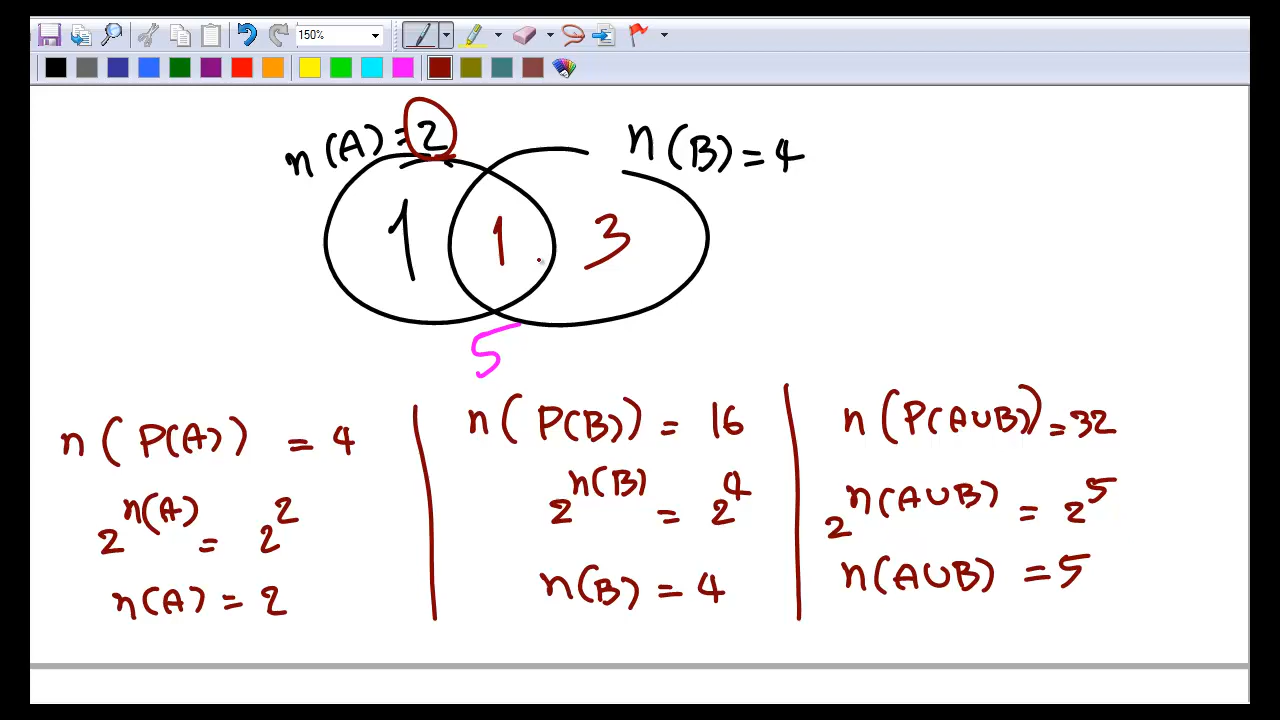 150%
n(A)=2
n(B)=4
1 1 3
5
n(P(A)) = 4
2^n(A) = 2^2
n(A) = 2
n(P(B)) = 16
2^n(B) = 2^4
n(B) = 4
n(P(A∪B)) = 32
2^n(A∪B) = 2^5
n(A∪B) = 5